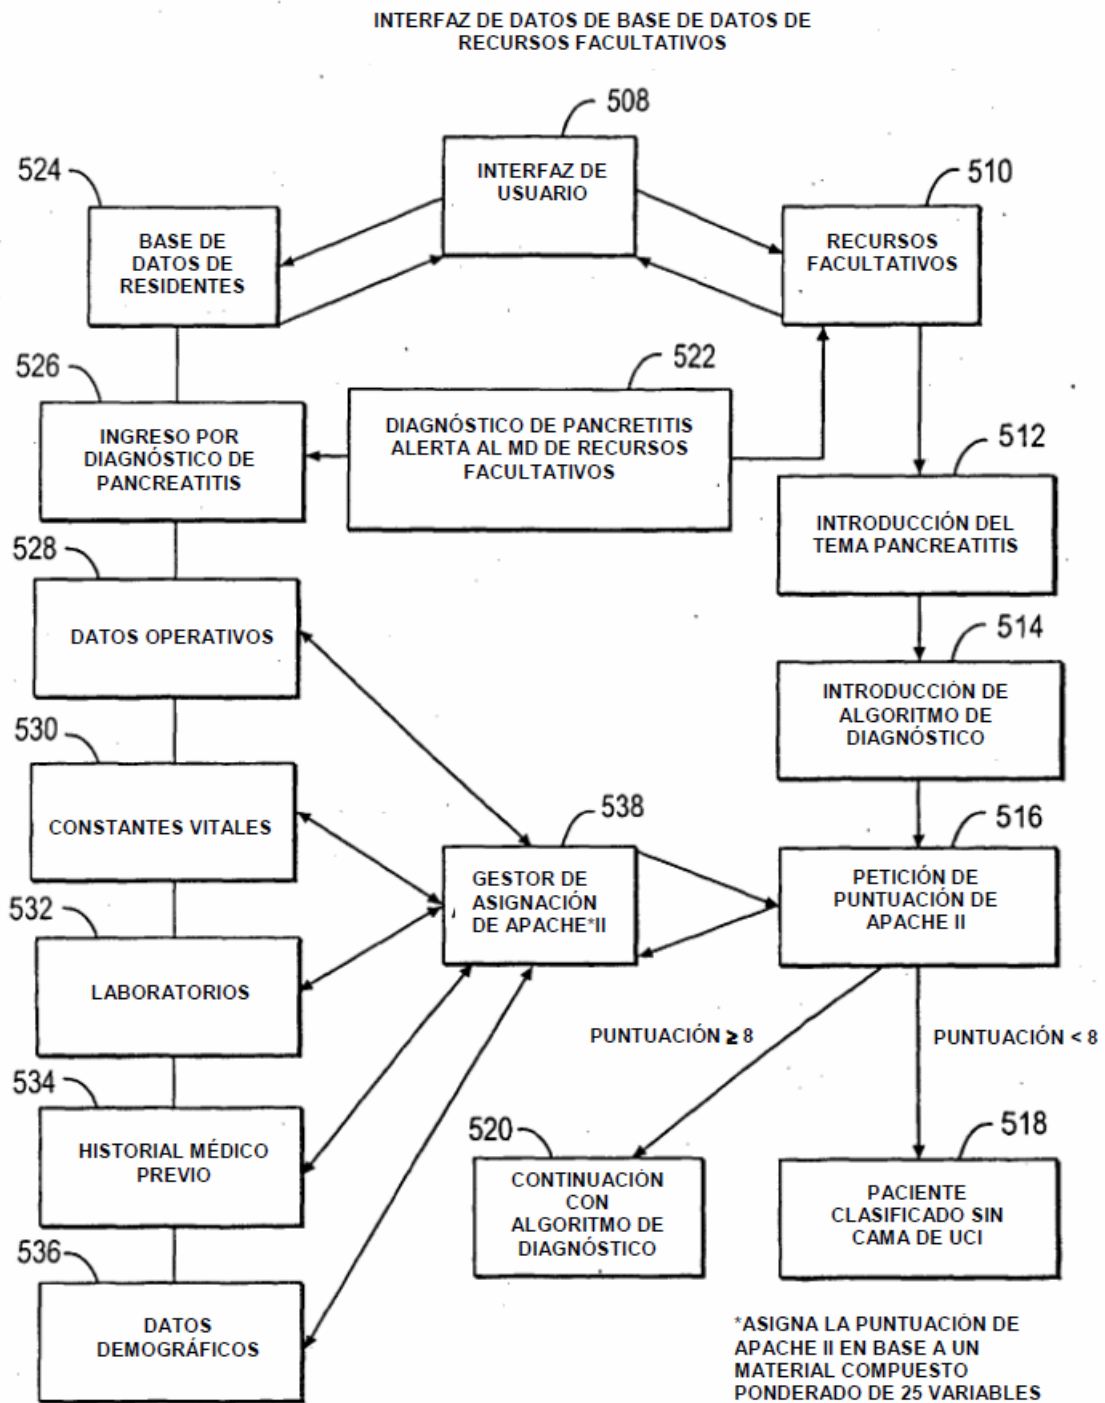 INTERFAZ DE DATOS DE BASE DE DATOS DE
RECURSOS FACULTATIVOS
508
INTERFAZ DE
USUARIO
524
BASE DE
DATOS DE
RESIDENTES
510
RECURSOS
FACULTATIVOS
526
INGRESO POR
DIAGNÓSTICO DE
PANCREATITIS
522
DIAGNÓSTICO DE PANCRETITIS
ALERTA AL MD DE RECURSOS
FACULTATIVOS
512
INTRODUCCIÓN DEL
TEMA PANCREATITIS
528
DATOS OPERATIVOS
514
INTRODUCCIÓN DE
ALGORITMO DE
DIAGNÓSTICO
530
CONSTANTES VITALES
538
GESTOR DE
ASIGNACIÓN
DE APACHE*II
516
PETICIÓN DE
PUNTUACIÓN DE
APACHE II
532
LABORATORIOS
PUNTUACIÓN ≥ 8
PUNTUACIÓN < 8
534
HISTORIAL MÉDICO
PREVIO
520
CONTINUACIÓN
CON
ALGORITMO DE
DIAGNÓSTICO
518
PACIENTE
CLASIFICADO SIN
CAMA DE UCI
536
DATOS
DEMOGRÁFICOS
*ASIGNA LA PUNTUACIÓN DE
APACHE II EN BASE A UN
MATERIAL COMPUESTO
PONDERADO DE 25 VARIABLES